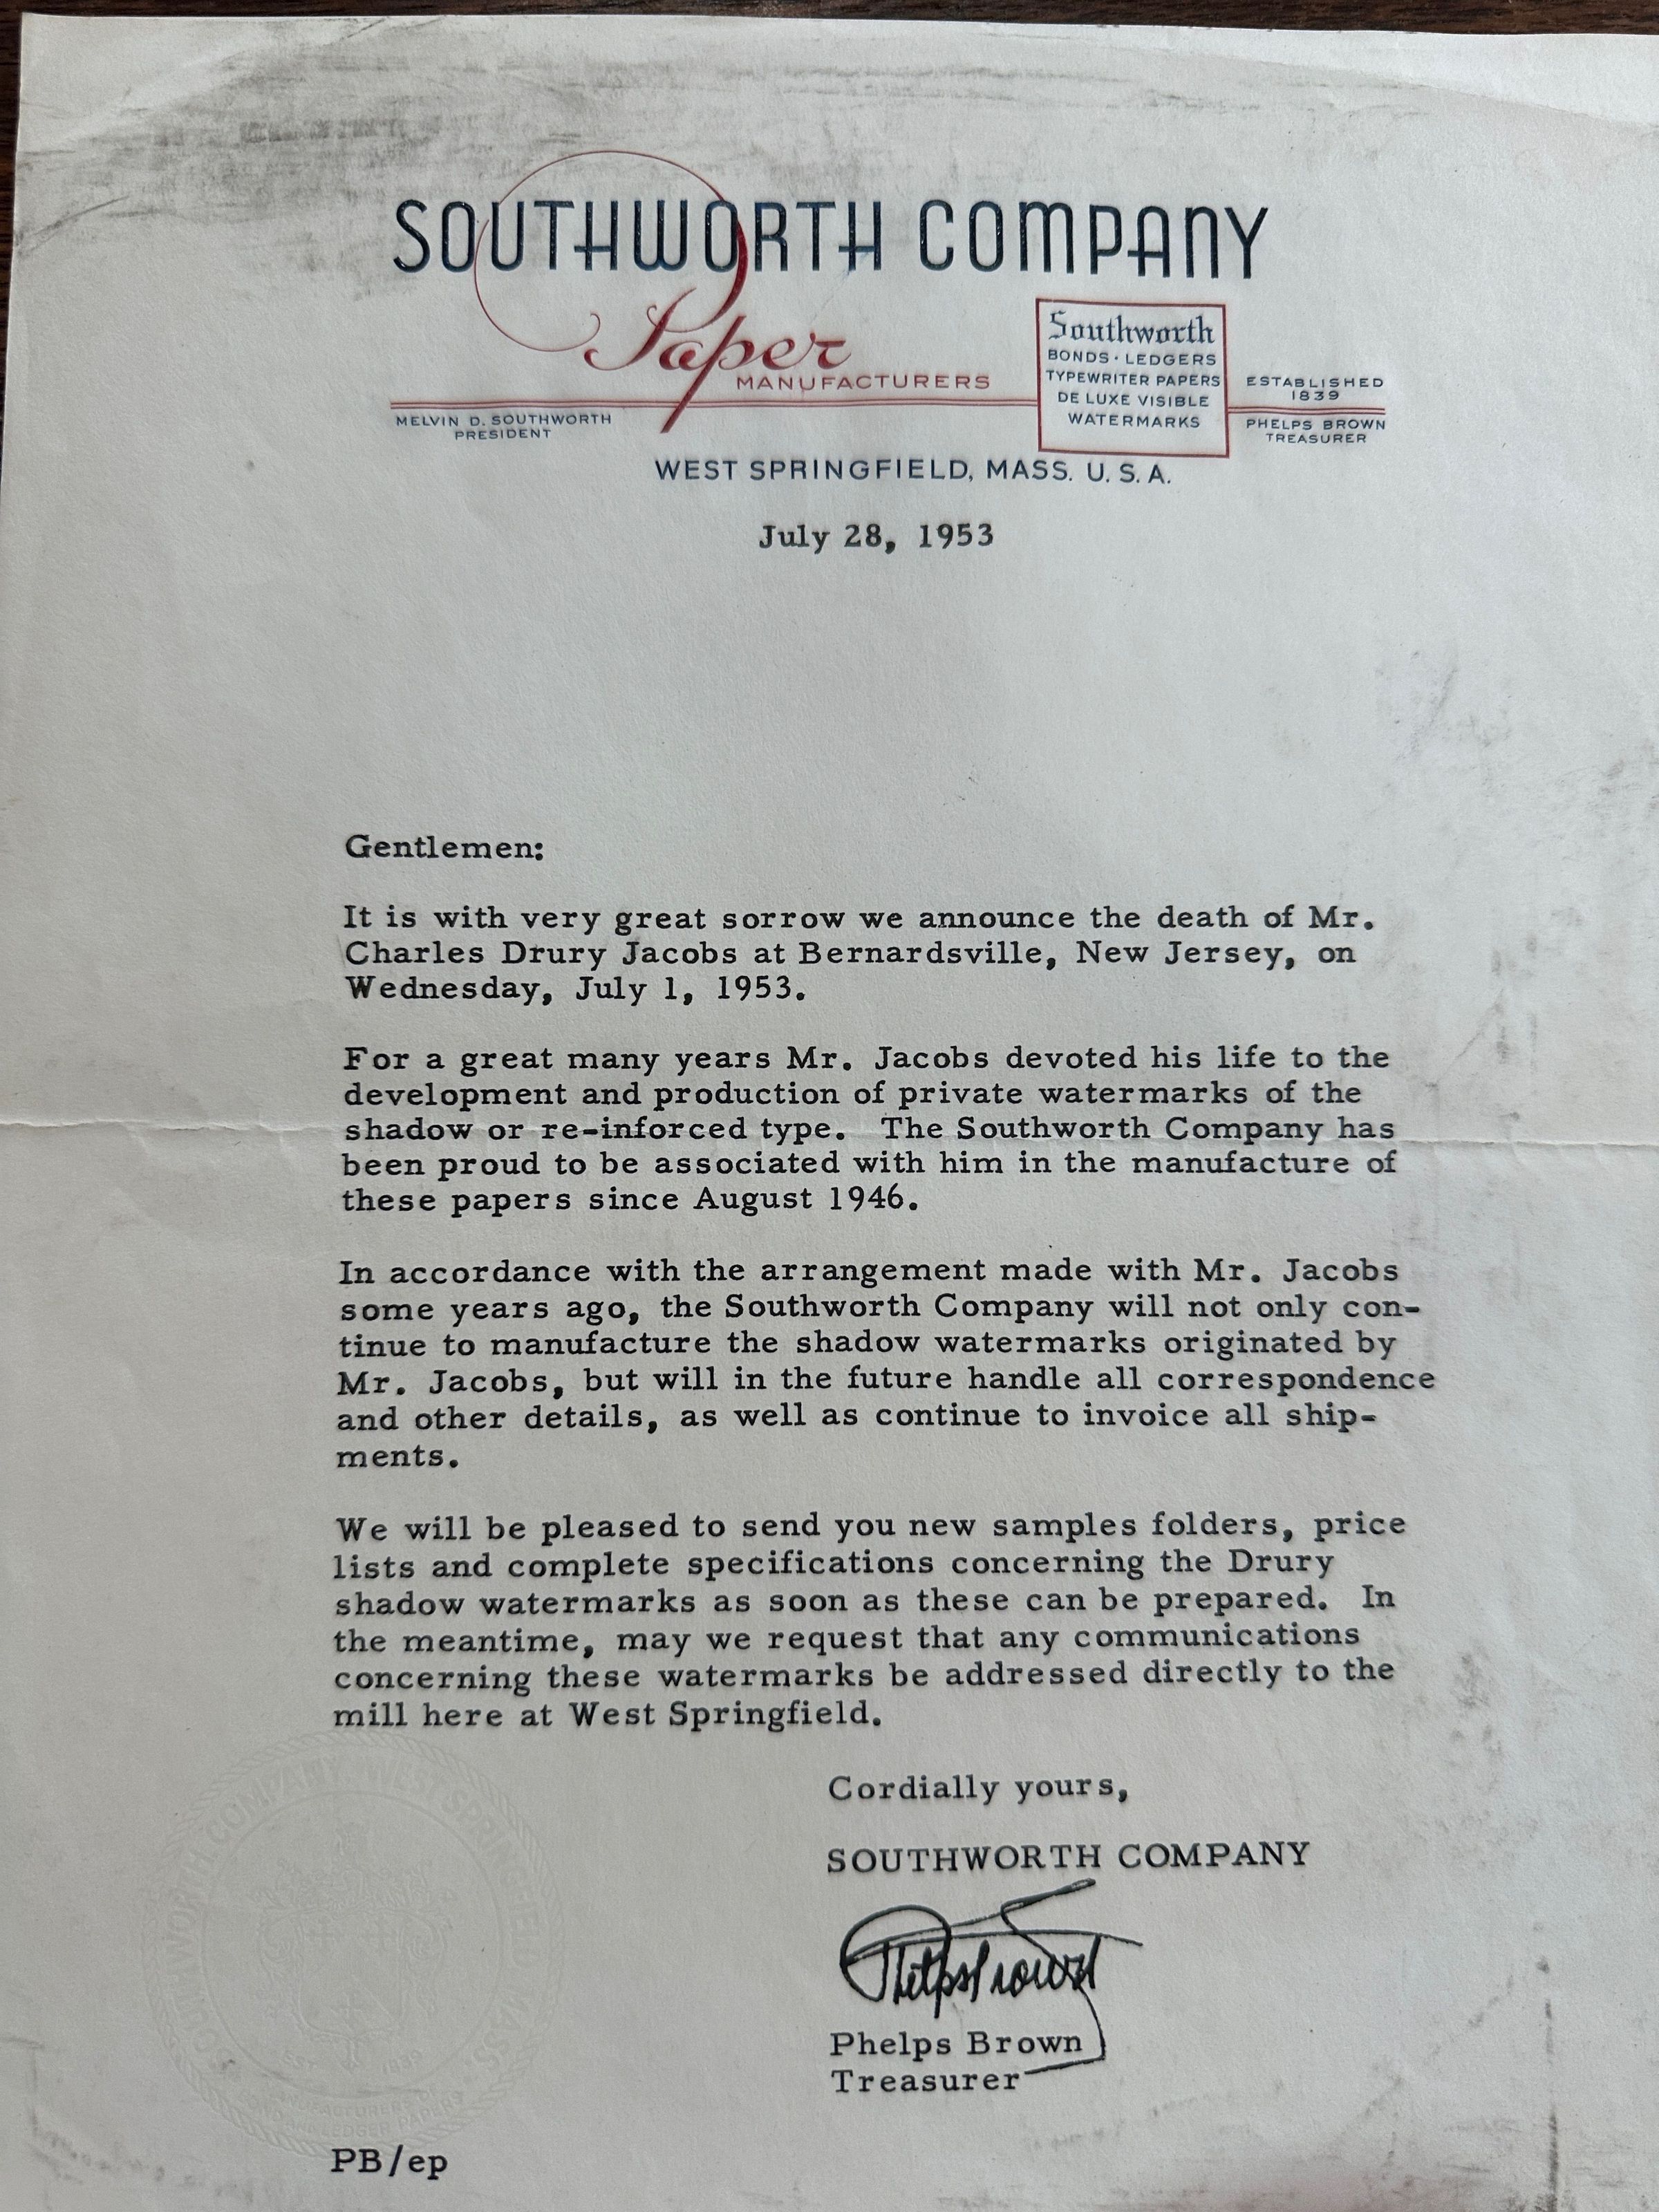 SOUTHWORTH COMPANY
Paper
MANUFACTURERS
Southworth
BONDS · LEDGERS
TYPEWRITER PAPERS
DE LUXE VISIBLE
WATERMARKS
ESTABLISHED
1839
MELVIN D. SOUTHWORTH
PRESIDENT
PHELPS BROWN
TREASURER
WEST SPRINGFIELD, MASS. U. S. A.
July 28, 1953
Gentlemen:
It is with very great sorrow we announce the death of Mr.
Charles Drury Jacobs at Bernardsville, New Jersey, on
Wednesday, July 1, 1953.
For a great many years Mr. Jacobs devoted his life to the
development and production of private watermarks of the
shadow or re-inforced type. The Southworth Company has
been proud to be associated with him in the manufacture of
these papers since August 1946.
In accordance with the arrangement made with Mr. Jacobs
some years ago, the Southworth Company will not only con-
tinue to manufacture the shadow watermarks originated by
Mr. Jacobs, but will in the future handle all correspondence
and other details, as well as continue to invoice all ship-
ments.
We will be pleased to send you new samples folders, price
lists and complete specifications concerning the Drury
shadow watermarks as soon as these can be prepared. In
the meantime, may we request that any communications
concerning these watermarks be addressed directly to the
mill here at West Springfield.
Cordially yours,
SOUTHWORTH COMPANY
Phelps Brown
Phelps Brown
Treasurer
WORTH COMPANY WEST SPRINGFIELD MASS
MANUFACTURERS
LEDGER PAPERS
PB/ep